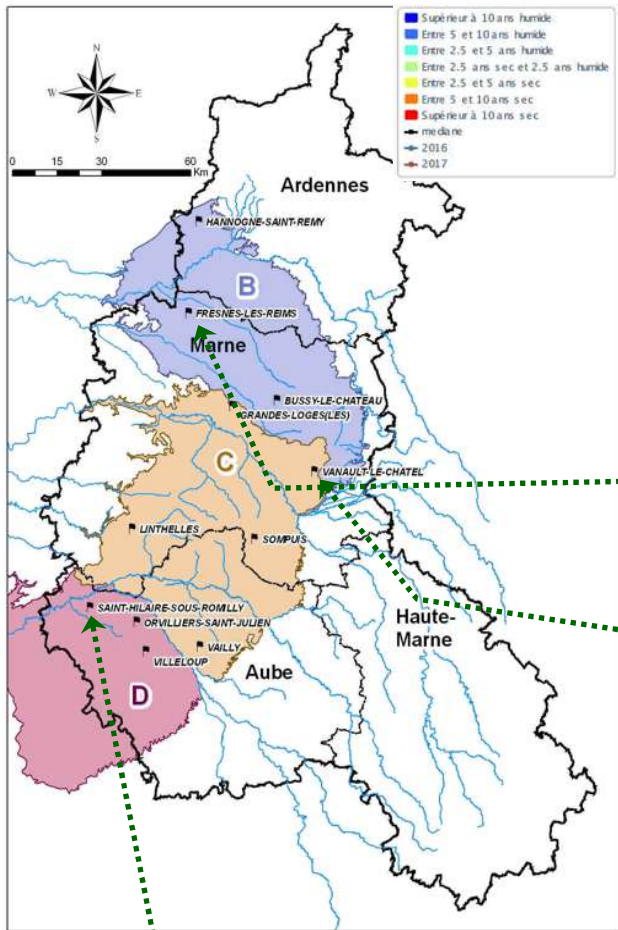 Supérieur à 10 ans humide
Entre 5 et 10 ans humide
Entre 2.5 et 5 ans humide
Entre 2.5 ans sec et 2.5 ans humide
Entre 2.5 et 5 ans sec
Entre 5 et 10 ans sec
Supérieur à 10 ans sec
mediane
2016
2017
N
W E
S
0 15 30 60
Km
Ardennes
HANNOGNE-SAINT-REMY
B
FRESNES-LES-REIMS
Marne
BUSSY-LE-CHATEAU
GRANDES-LOGES(LES)
C
VANAULT-LE-CHATEL
LINTHELLES
SOMPUIS
SAINT-HILAIRE-SOUS-ROMILLY
ORVILLIERS-SAINT-JULIEN
VAILLY
VILLELOUP
Haute-
Marne
Aube
D